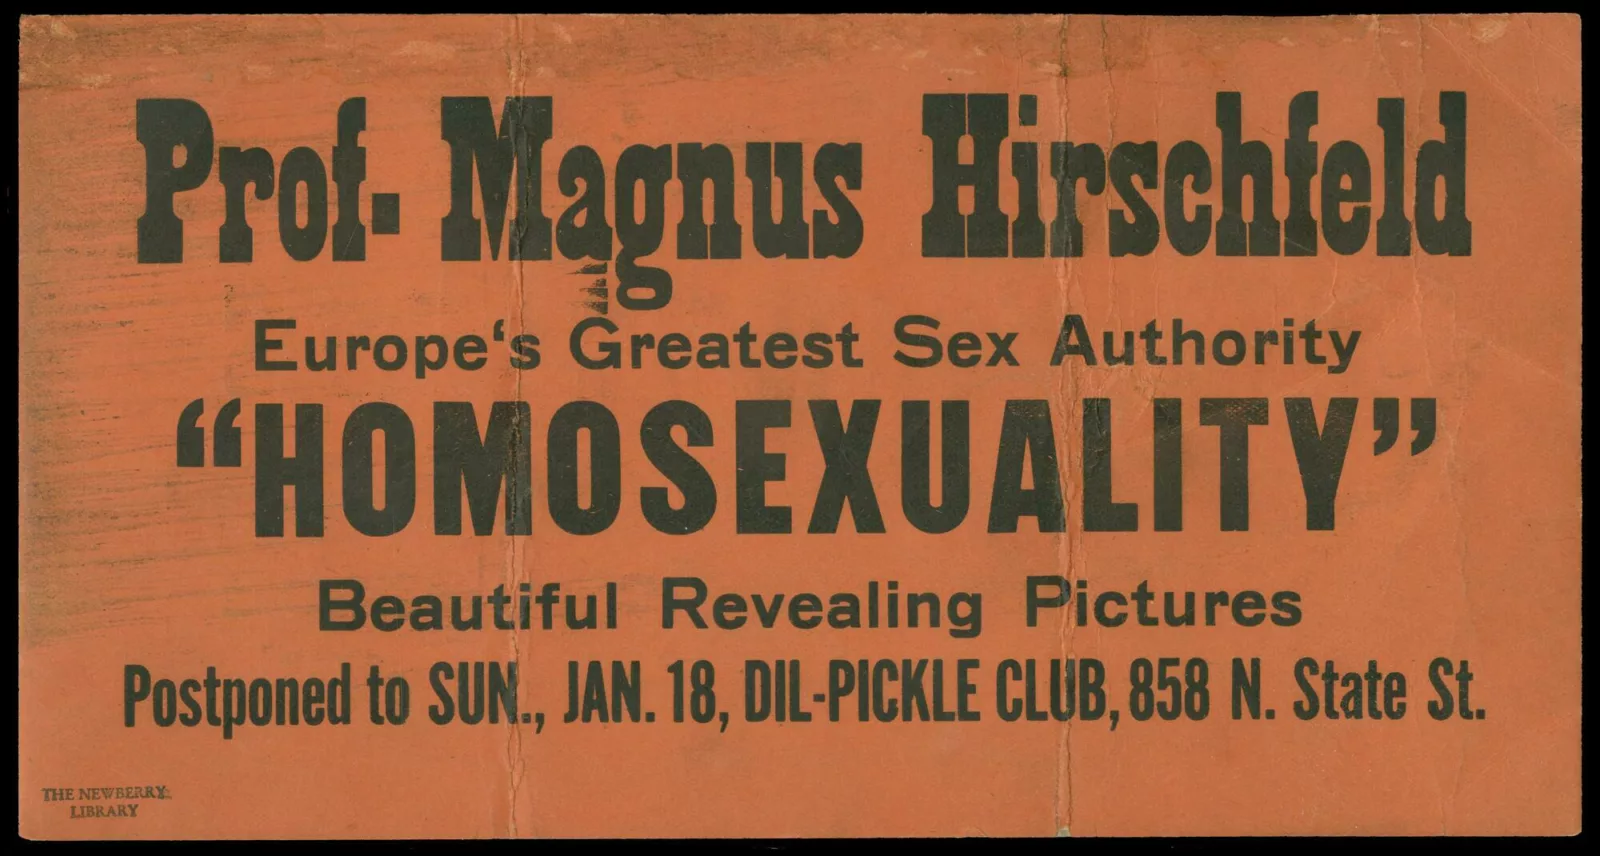 Prof. Magnus Hirschfeld
Europe‘s Greatest Sex Authority
“HOMOSEXUALITY”
Beautiful Revealing Pictures
Postponed to SUN., JAN. 18, DIL-PICKLE CLUB, 858 N. State St.
THE NEWBERRY
LIBRARY